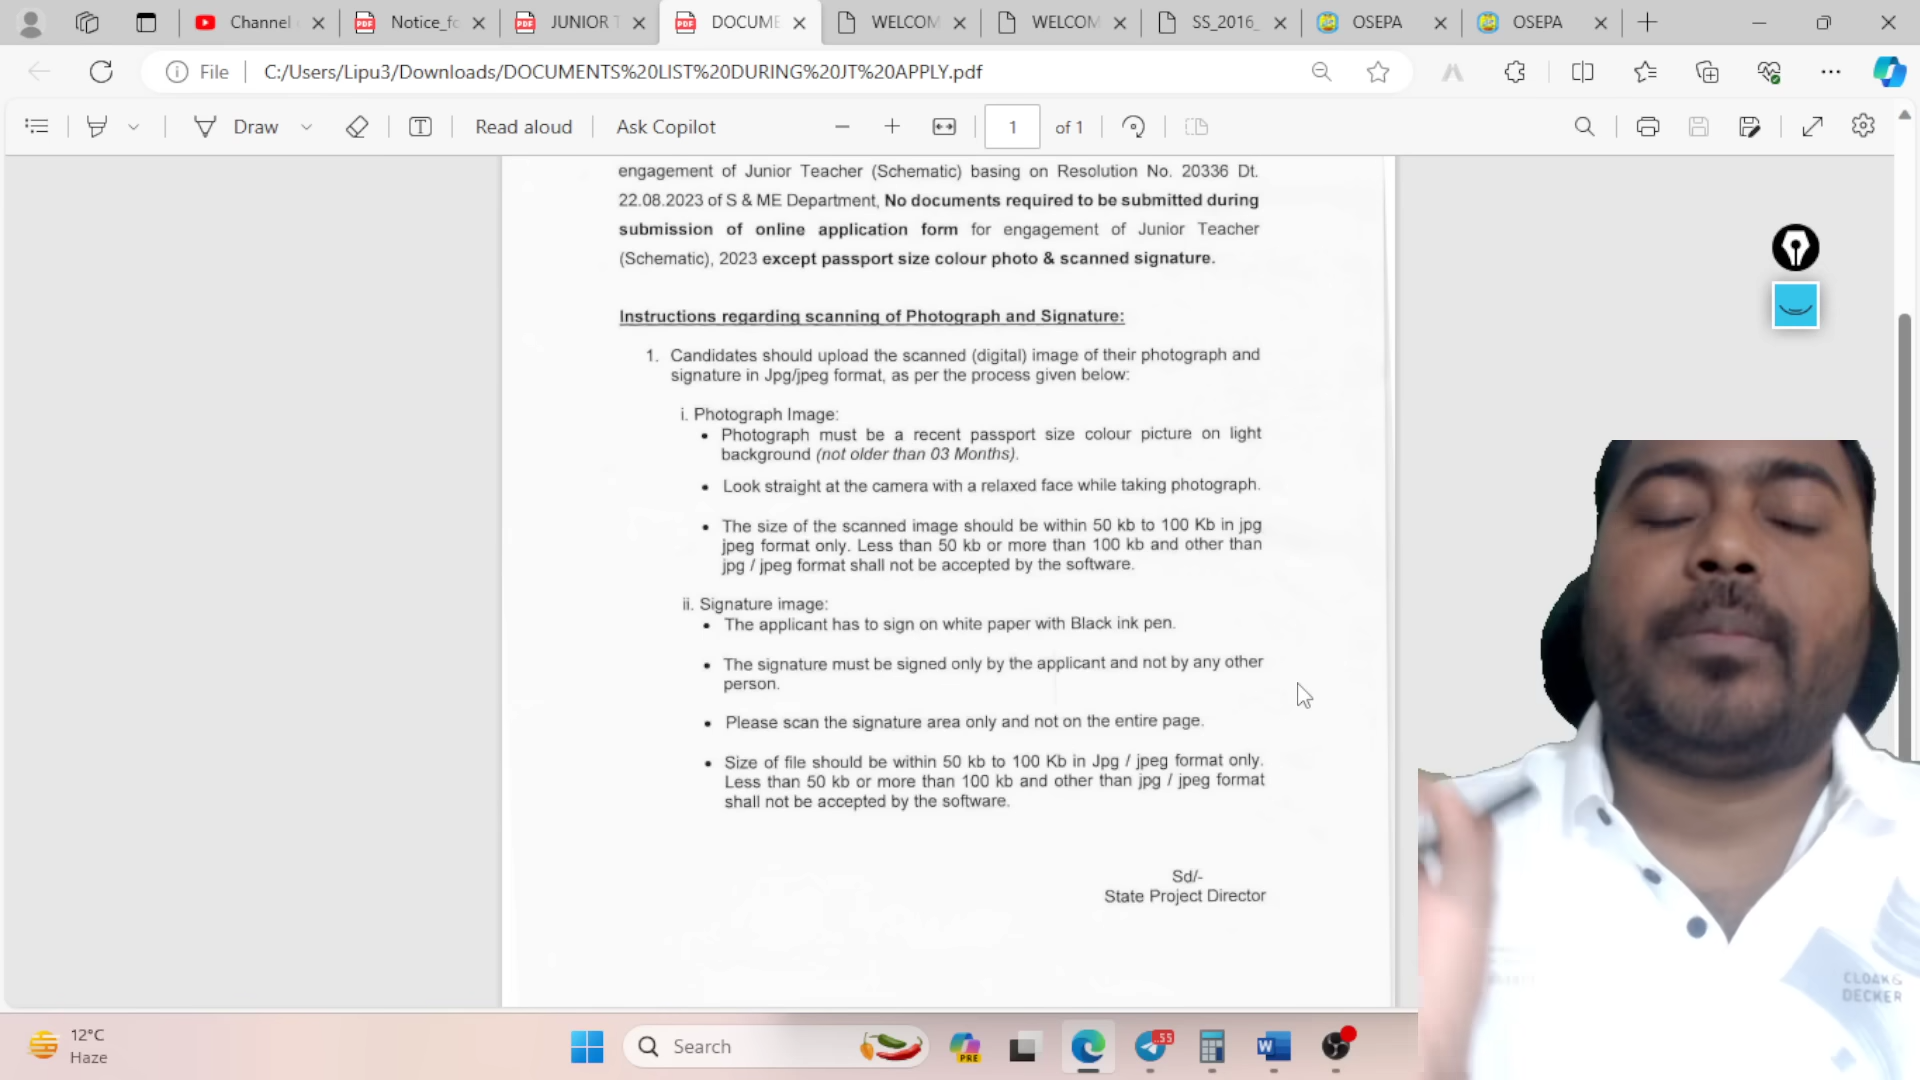 Channel
Notice_fo
JUNIOR T
DOCUME
WELCOM
WELCOM
SS_2016_
OSEPA
OSEPA
File
C:/Users/Lipu3/Downloads/DOCUMENTS%20LIST%20DURING%20JT%20APPLY.pdf
Draw
Read aloud
Ask Copilot
1
of 1
engagement of Junior Teacher (Schematic) basing on Resolution No. 20336 Dt.
22.08.2023 of S & ME Department, No documents required to be submitted during
submission of online application form for engagement of Junior Teacher
(Schematic), 2023 except passport size colour photo & scanned signature.
Instructions regarding scanning of Photograph and Signature:
1. Candidates should upload the scanned (digital) image of their photograph and
signature in Jpg/jpeg format, as per the process given below:
i. Photograph Image:
• Photograph must be a recent passport size colour picture on light
background (not older than 03 Months).
• Look straight at the camera with a relaxed face while taking photograph.
• The size of the scanned image should be within 50 kb to 100 Kb in jpg
jpeg format only. Less than 50 kb or more than 100 kb and other than
jpg / jpeg format shall not be accepted by the software.
ii. Signature image:
• The applicant has to sign on white paper with Black ink pen.
• The signature must be signed only by the applicant and not by any other
person.
• Please scan the signature area only and not on the entire page.
• Size of file should be within 50 kb to 100 Kb in Jpg / jpeg format only.
Less than 50 kb or more than 100 kb and other than jpg / jpeg format
shall not be accepted by the software.
Sd/-
State Project Director
CLOAK&
DECKER
12°C
Haze
Search
PRE
55